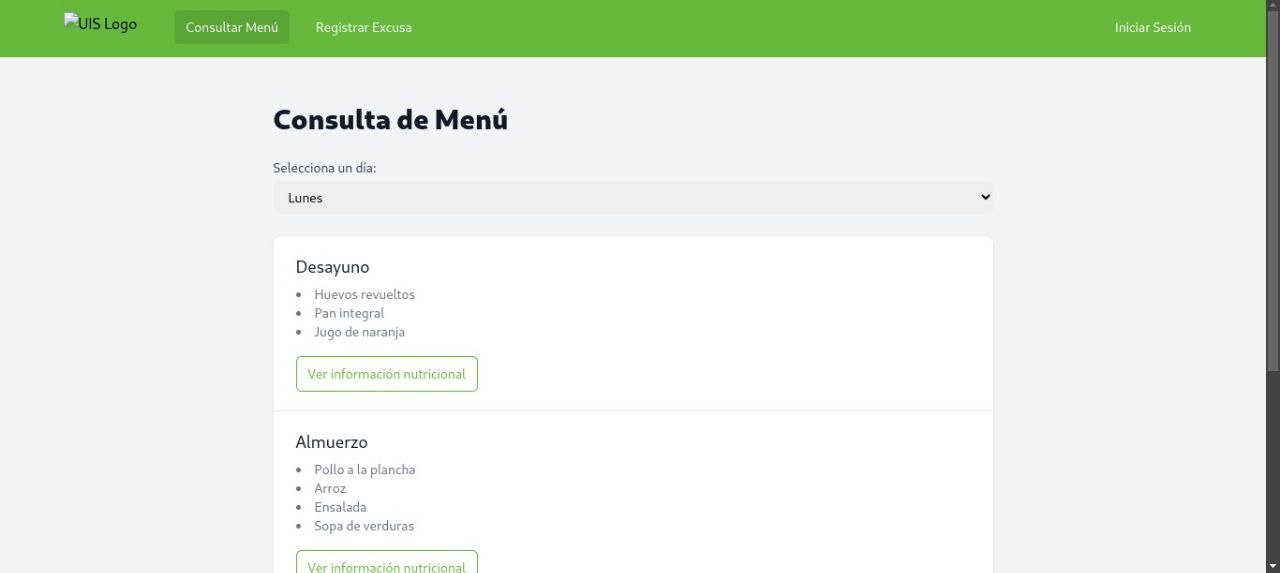 UIS Logo
Consultar Menú
Registrar Excusa
Iniciar Sesión
Consulta de Menú
Selecciona un día:
Lunes
Desayuno
Huevos revueltos
Pan integral
Jugo de naranja
Ver información nutricional
Almuerzo
Pollo a la plancha
Arroz
Ensalada
Sopa de verduras
Ver información nutricional